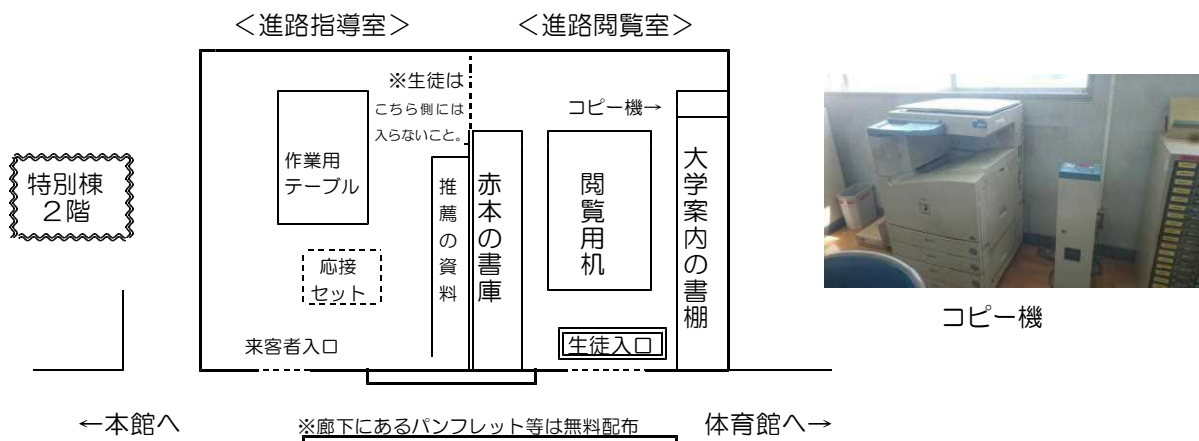 ＜進路指導室＞
＜進路閲覧室＞
※生徒は
こちら側には
入らないこと。
コピー機→
作業用
テーブル
特別棟
２階
推薦の資料
赤本の書庫
閲覧用机
大学案内の書棚
応接
セット
コピー機
来客者入口
生徒入口
←本館へ
※廊下にあるパンフレット等は無料配布
体育館へ→